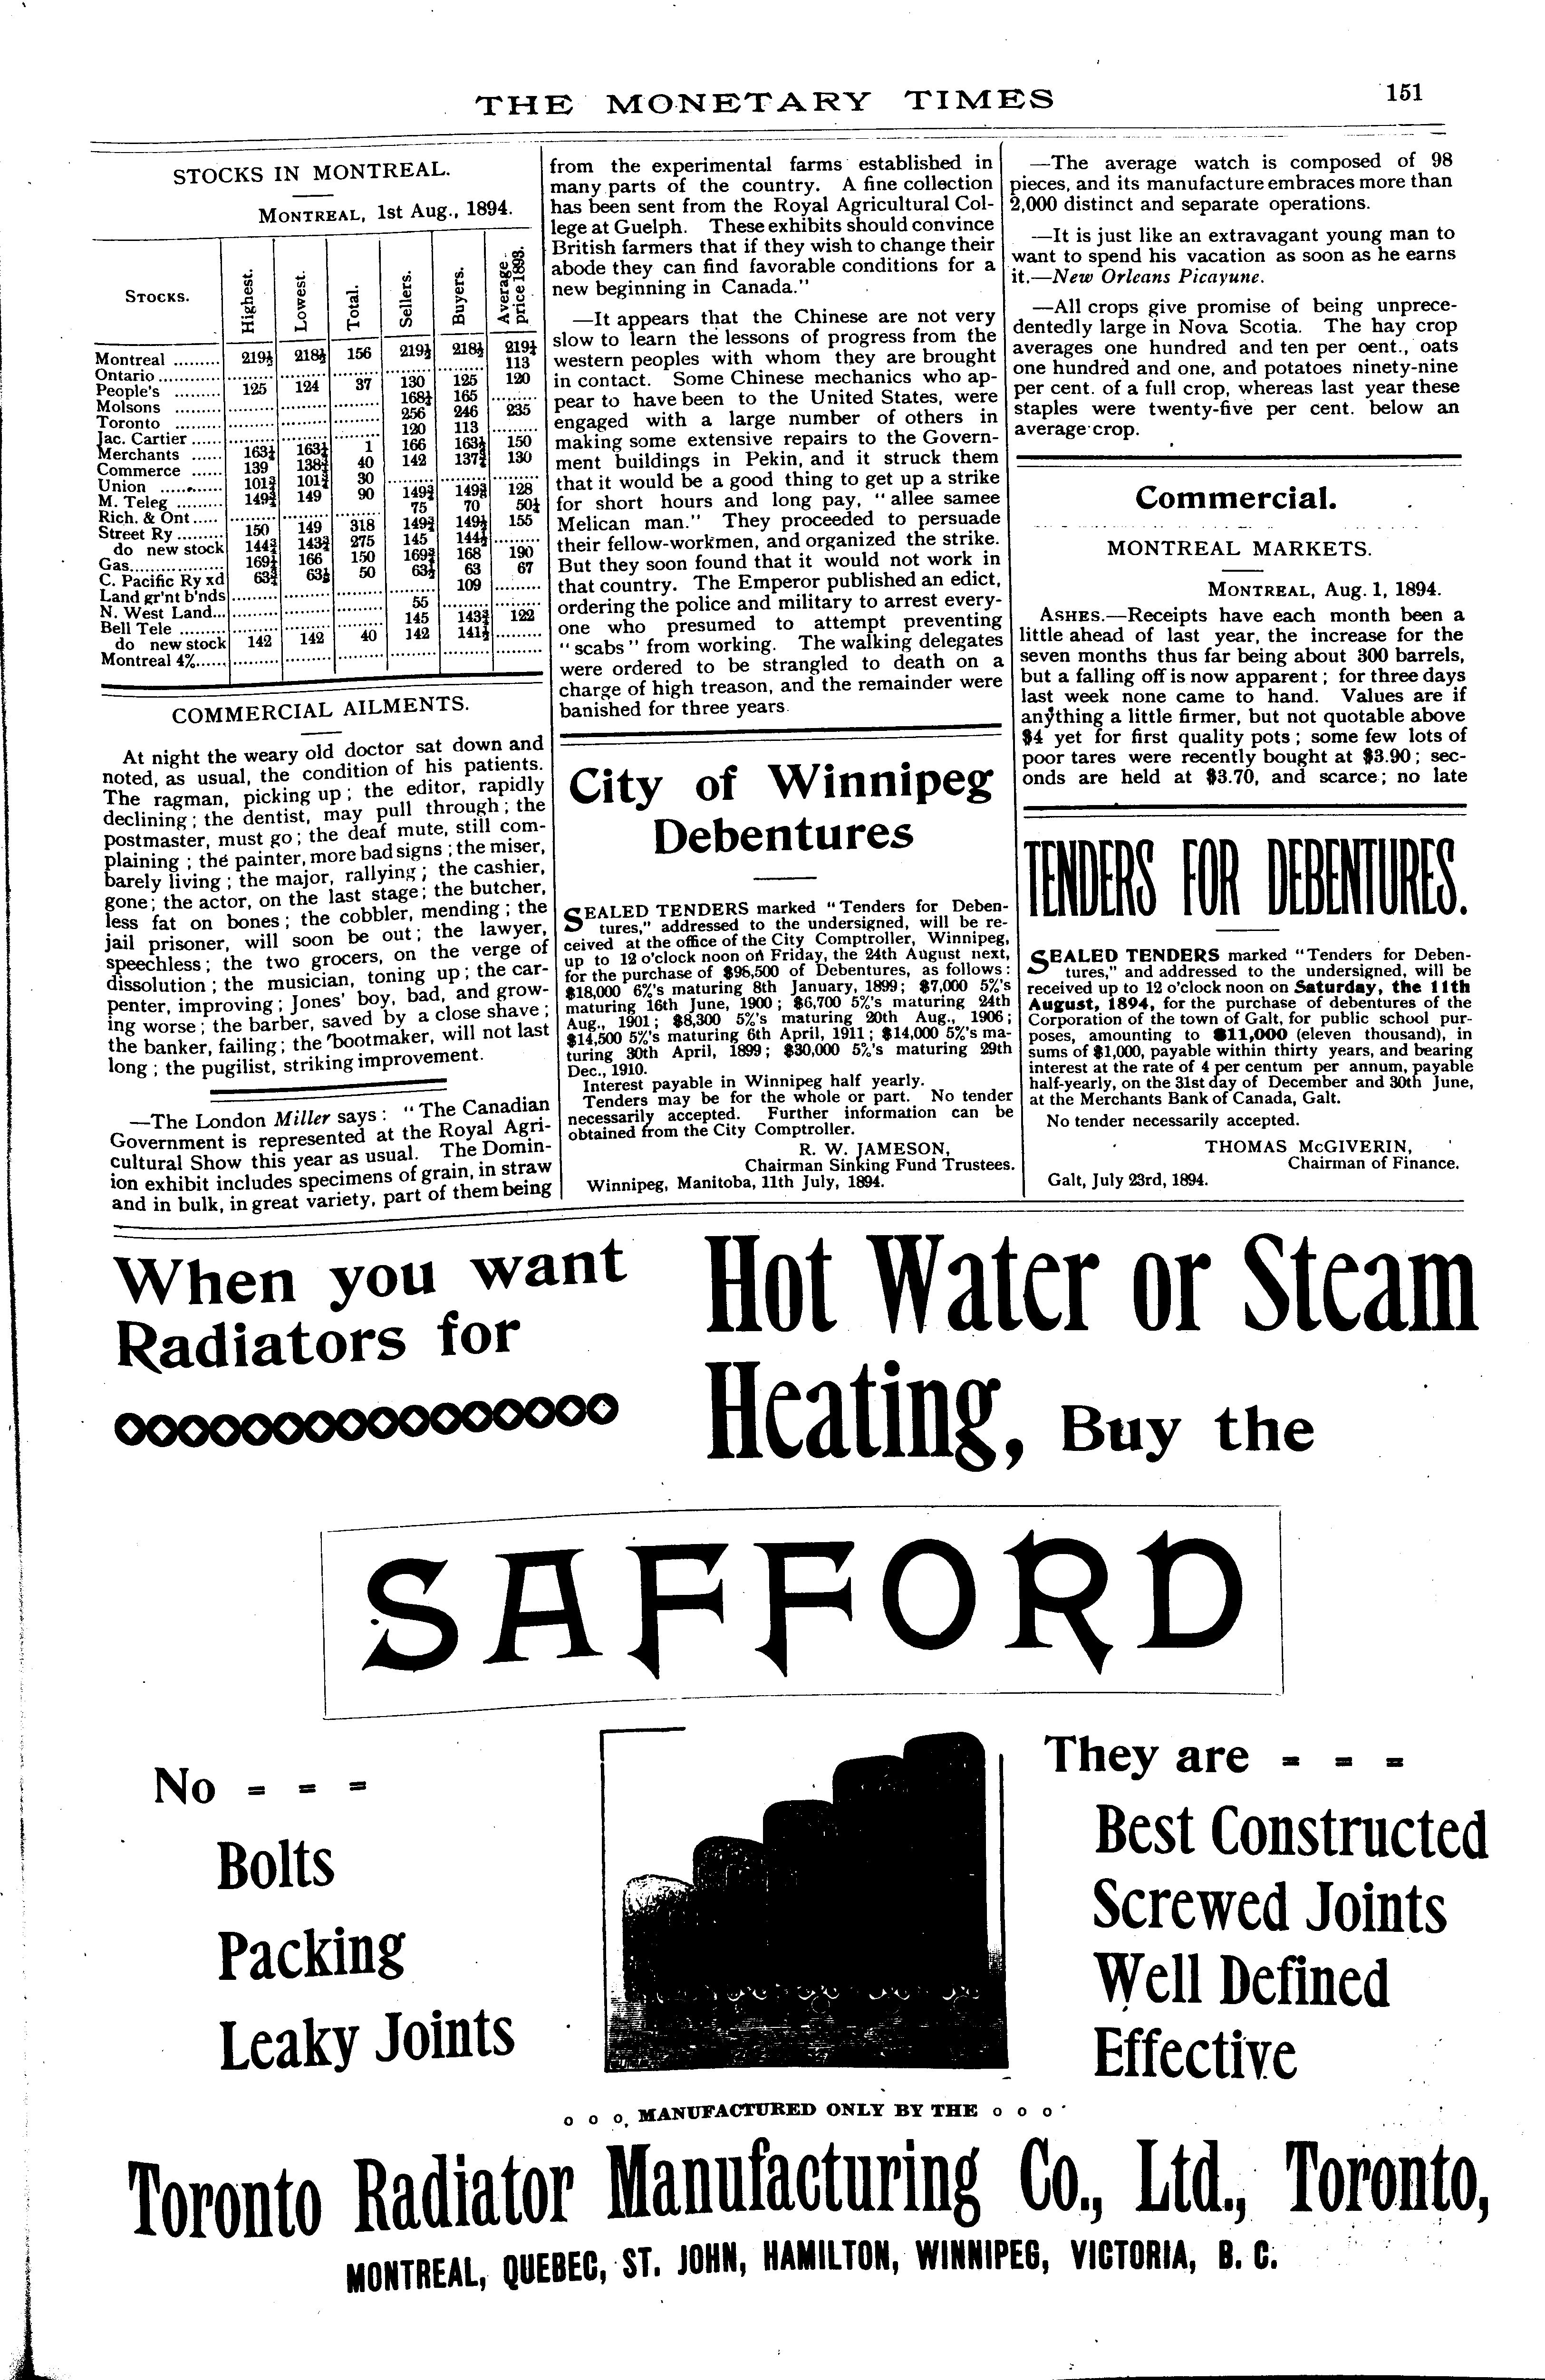 THE MONETARY TIMES
151
STOCKS IN MONTREAL.
MONTREAL, 1st Aug., 1894.
STOCKS. Highest. Lowest. Total. Sellers. Buyers. Average price 1893.
Montreal ......... 219½ 218½ 156 219½ 218½ 219¼
Ontario ............ 113
People's ......... 125 124 37 130 125 120
Molsons ......... 168½ 165
Toronto ......... 256 246 235
Jac. Cartier ...... 120 113
Merchants ...... 163½ 163½ 1 166 163½ 150
Commerce ...... 139 138½ 40 142 137¾ 130
Union ............ 101¾ 101¾ 30
M. Teleg ......... 149¾ 149 90 149¾ 149⅜ 128
Rich. & Ont ..... 75 70 50½
Street Ry ......... 150 149 318 149¾ 149½ 155
do new stock 144¾ 143¾ 275 145 144½
Gas.................. 169½ 166 150 169¾ 168 190
C. Pacific Ry xd 63¾ 63½ 50 63½ 63 67
Land gr'nt b'nds 109
N. West Land... 55
Bell Tele ......... 145 143¾ 122
do new stock 142 142 40 142 141½
Montreal 4%......
COMMERCIAL AILMENTS.
At night the weary old doctor sat down and
noted, as usual, the condition of his patients.
The ragman, picking up; the editor, rapidly
declining; the dentist, may pull through; the
postmaster, must go; the deaf mute, still com-
plaining; the painter, more bad signs; the miser,
barely living; the major, rallying; the cashier,
gone; the actor, on the last stage; the butcher,
less fat on bones; the cobbler, mending; the
jail prisoner, will soon be out; the lawyer,
speechless; the two grocers, on the verge of
dissolution; the musician, toning up; the car-
penter, improving; Jones' boy, bad, and grow-
ing worse; the barber, saved by a close shave;
the banker, failing; the bootmaker, will not last
long; the pugilist, striking improvement.
—The London Miller says: "The Canadian
Government is represented at the Royal Agri-
cultural Show this year as usual. The Domin-
ion exhibit includes specimens of grain, in straw
and in bulk, in great variety, part of them being
from the experimental farms established in
many parts of the country. A fine collection
has been sent from the Royal Agricultural Col-
lege at Guelph. These exhibits should convince
British farmers that if they wish to change their
abode they can find favorable conditions for a
new beginning in Canada."
—It appears that the Chinese are not very
slow to learn the lessons of progress from the
western peoples with whom they are brought
in contact. Some Chinese mechanics who ap-
pear to have been to the United States, were
engaged with a large number of others in
making some extensive repairs to the Govern-
ment buildings in Pekin, and it struck them
that it would be a good thing to get up a strike
for short hours and long pay, "allee samee
Melican man." They proceeded to persuade
their fellow-workmen, and organized the strike.
But they soon found that it would not work in
that country. The Emperor published an edict,
ordering the police and military to arrest every-
one who presumed to attempt preventing
"scabs" from working. The walking delegates
were ordered to be strangled to death on a
charge of high treason, and the remainder were
banished for three years.
City of Winnipeg
Debentures
SEALED TENDERS marked "Tenders for Deben-
tures," addressed to the undersigned, will be re-
ceived at the office of the City Comptroller, Winnipeg,
up to 12 o'clock noon on Friday, the 24th August next,
for the purchase of $98,500 of Debentures, as follows:
$18,000 6%'s maturing 8th January, 1899; $7,000 5%'s
maturing 16th June, 1900; $6,700 5%'s maturing 24th
Aug., 1901; $8,300 5%'s maturing 20th Aug., 1906;
$14,500 5%'s maturing 6th April, 1911; $14,000 5%'s ma-
turing 30th April, 1899; $30,000 5%'s maturing 29th
Dec., 1910.
Interest payable in Winnipeg half yearly.
Tenders may be for the whole or part. No tender
necessarily accepted. Further information can be
obtained from the City Comptroller.
R. W. JAMESON,
Chairman Sinking Fund Trustees.
Winnipeg, Manitoba, 11th July, 1894.
—The average watch is composed of 98
pieces, and its manufacture embraces more than
2,000 distinct and separate operations.
—It is just like an extravagant young man to
want to spend his vacation as soon as he earns
it.—New Orleans Picayune.
—All crops give promise of being unprece-
dentedly large in Nova Scotia. The hay crop
averages one hundred and ten per cent., oats
one hundred and one, and potatoes ninety-nine
per cent. of a full crop, whereas last year these
staples were twenty-five per cent. below an
average crop.
Commercial.
MONTREAL MARKETS.
MONTREAL, Aug. 1, 1894.
ASHES.—Receipts have each month been a
little ahead of last year, the increase for the
seven months thus far being about 300 barrels,
but a falling off is now apparent; for three days
last week none came to hand. Values are if
anything a little firmer, but not quotable above
$4 yet for first quality pots; some few lots of
poor tares were recently bought at $3.90; sec-
onds are held at $3.70, and scarce; no late
TENDERS FOR DEBENTURES.
SEALED TENDERS marked "Tenders for Deben-
tures," and addressed to the undersigned, will be
received up to 12 o'clock noon on Saturday, the 11th
August, 1894, for the purchase of debentures of the
Corporation of the town of Galt, for public school pur-
poses, amounting to $11,000 (eleven thousand), in
sums of $1,000, payable within thirty years, and bearing
interest at the rate of 4 per centum per annum, payable
half-yearly, on the 31st day of December and 30th June,
at the Merchants Bank of Canada, Galt.
No tender necessarily accepted.
THOMAS McGIVERIN,
Chairman of Finance.
Galt, July 23rd, 1894.
When you want
Radiators for
Hot Water or Steam
Heating, Buy the
SAFFORD
No = = =
Bolts
Packing
Leaky Joints
They are = = =
Best Constructed
Screwed Joints
Well Defined
Effective
o o o MANUFACTURED ONLY BY THE o o o
Toronto Radiator Manufacturing Co., Ltd., Toronto,
MONTREAL, QUEBEC, ST. JOHN, HAMILTON, WINNIPEG, VICTORIA, B. C.